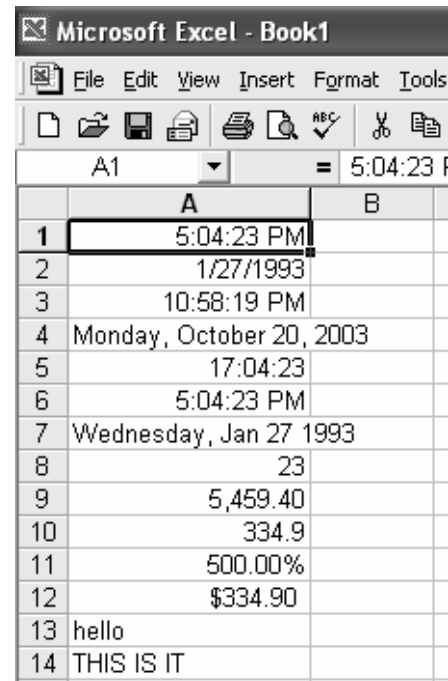 Microsoft Excel - Book1
File Edit View Insert Format Tools
ABC
A1 = 5:04:23 P
A B
1 5:04:23 PM
2 1/27/1993
3 10:58:19 PM
4 Monday, October 20, 2003
5 17:04:23
6 5:04:23 PM
7 Wednesday, Jan 27 1993
8 23
9 5,459.40
10 334.9
11 500.00%
12 $334.90
13 hello
14 THIS IS IT